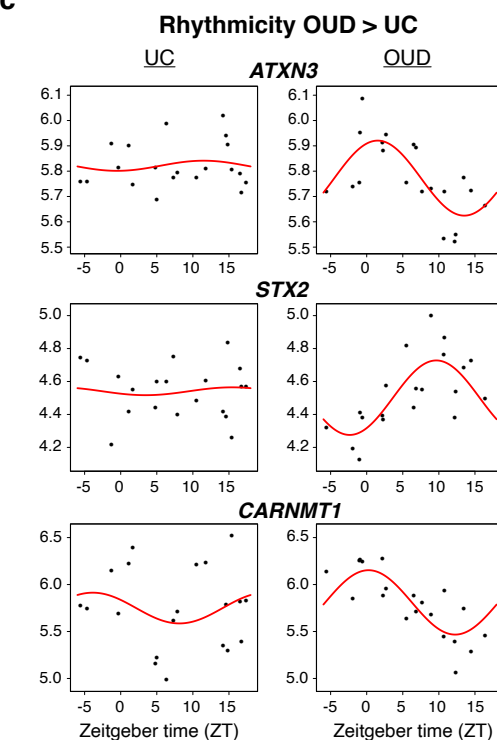 c
Rhythmicity OUD > UC
UC OUD
ATXN3
6.1 6.1
6.0 6.0
5.9 5.9
5.8 5.8
5.7 5.7
5.6 5.6
5.5 5.5
-5 0 5 10 15 -5 0 5 10 15
STX2
5.0 5.0
4.8 4.8
4.6 4.6
4.4 4.4
4.2 4.2
-5 0 5 10 15 -5 0 5 10 15
CARNMT1
6.5 6.5
6.0 6.0
5.5 5.5
5.0 5.0
-5 0 5 10 15 -5 0 5 10 15
Zeitgeber time (ZT) Zeitgeber time (ZT)